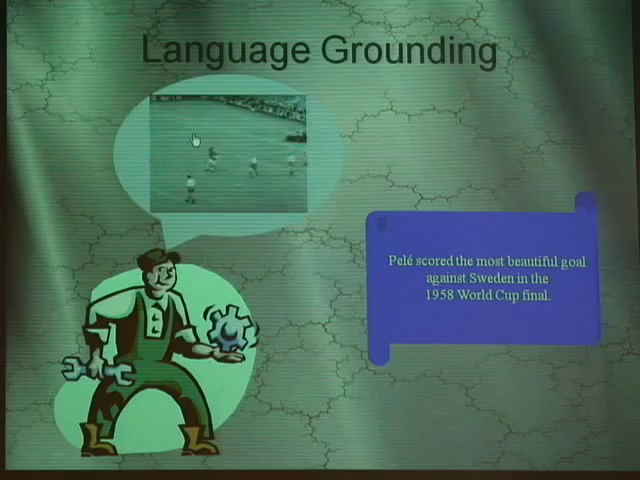 Language Grounding
Pelé scored the most beautiful goal
against Sweden in the
1958 World Cup final.